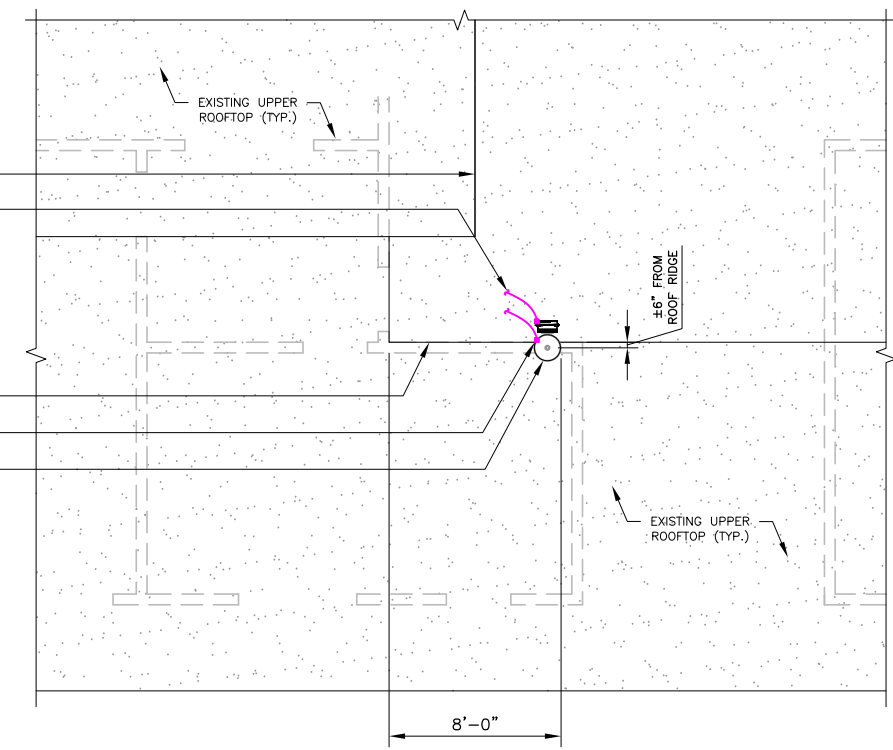 EXISTING UPPER
ROOFTOP (TYP.)
±6" FROM
ROOF RIDGE
EXISTING UPPER
ROOFTOP (TYP.)
8'-0"